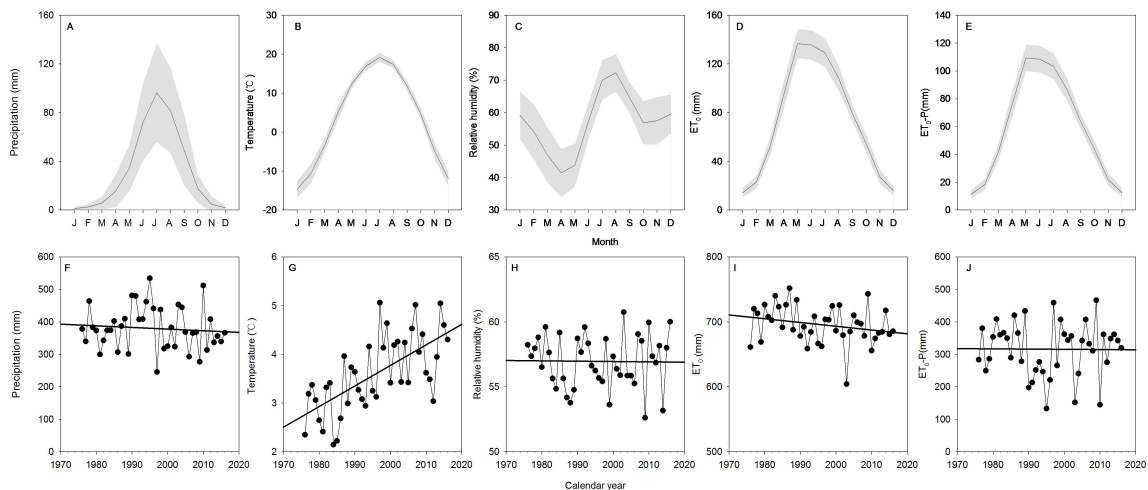 A
Precipitation (mm)
160
120
80
40
0
J F M A M J J A S O N D
B
Temperature (℃)
30
20
10
0
-10
-20
J F M A M J J A S O N D
C
Relative humidity (%)
90
80
70
60
50
40
30
J F M A M J J A S O N D
D
ET0 (mm)
160
120
80
40
0
J F M A M J J A S O N D
E
ET0-P(mm)
140
120
100
80
60
40
20
0
J F M A M J J A S O N D
Month
F
Precipitation (mm)
600
500
400
300
200
100
0
1970 1980 1990 2000 2010 2020
G
Temperature (℃)
6
5
4
3
2
1970 1980 1990 2000 2010 2020
H
Relative humidity (%)
65
60
55
50
1970 1980 1990 2000 2010 2020
I
ET0 (mm)
800
700
600
500
1970 1980 1990 2000 2010 2020
J
ET0-P(mm)
600
500
400
300
200
100
0
1970 1980 1990 2000 2010 2020
Calendar year